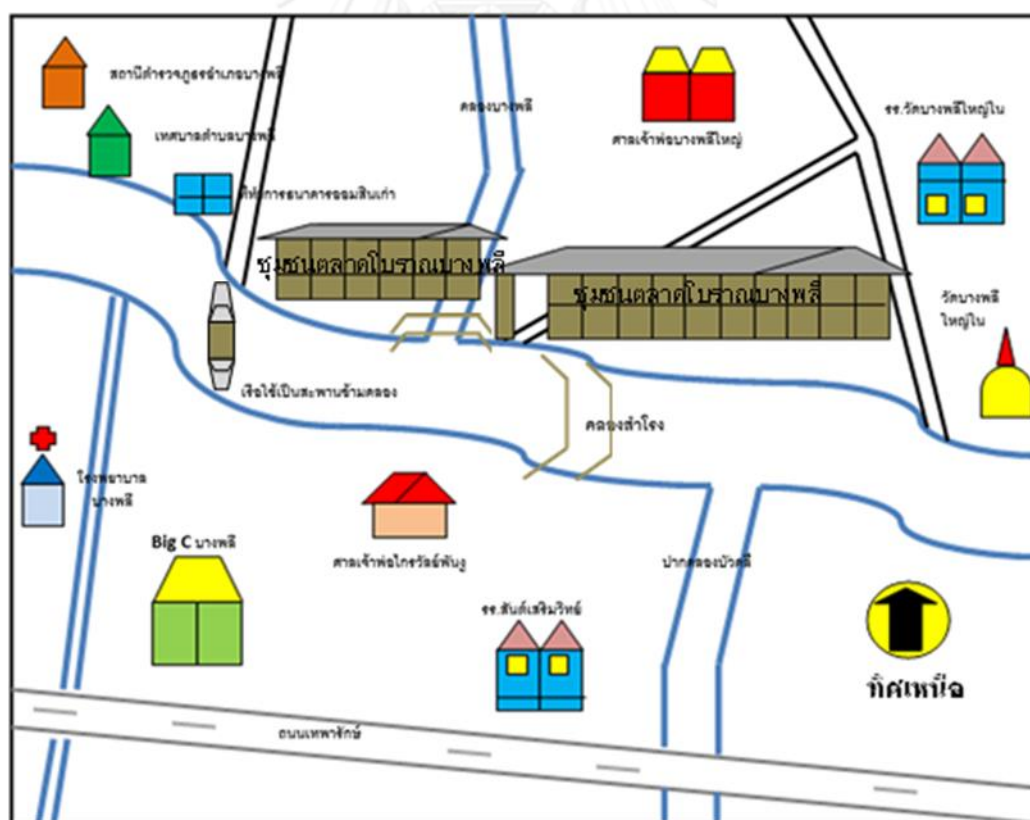 สถานีตำรวจภูธรอำเภอบางพลี
เทศบาลตำบลบางพลี
ที่ทำการธนาคารออมสินเก่า
คลองบางพลี
ศาลเจ้าพ่อบางพลีใหญ่
รร.วัดบางพลีใหญ่ใน
ชุมชนตลาดโบราณบางพลี
ชุมชนตลาดโบราณบางพลี
วัดบางพลี
ใหญ่ใน
เรือใช้เป็นสะพานข้ามคลอง
คลองสำโรง
โรงพยาบาล
บางพลี
Big C บางพลี
ศาลเจ้าพ่อไกรวัลย์พันงู
ปากคลองบัวคลี่
รร.สันต์เสริมวิทย์
ทิศเหนือ
ถนนเทพารักษ์